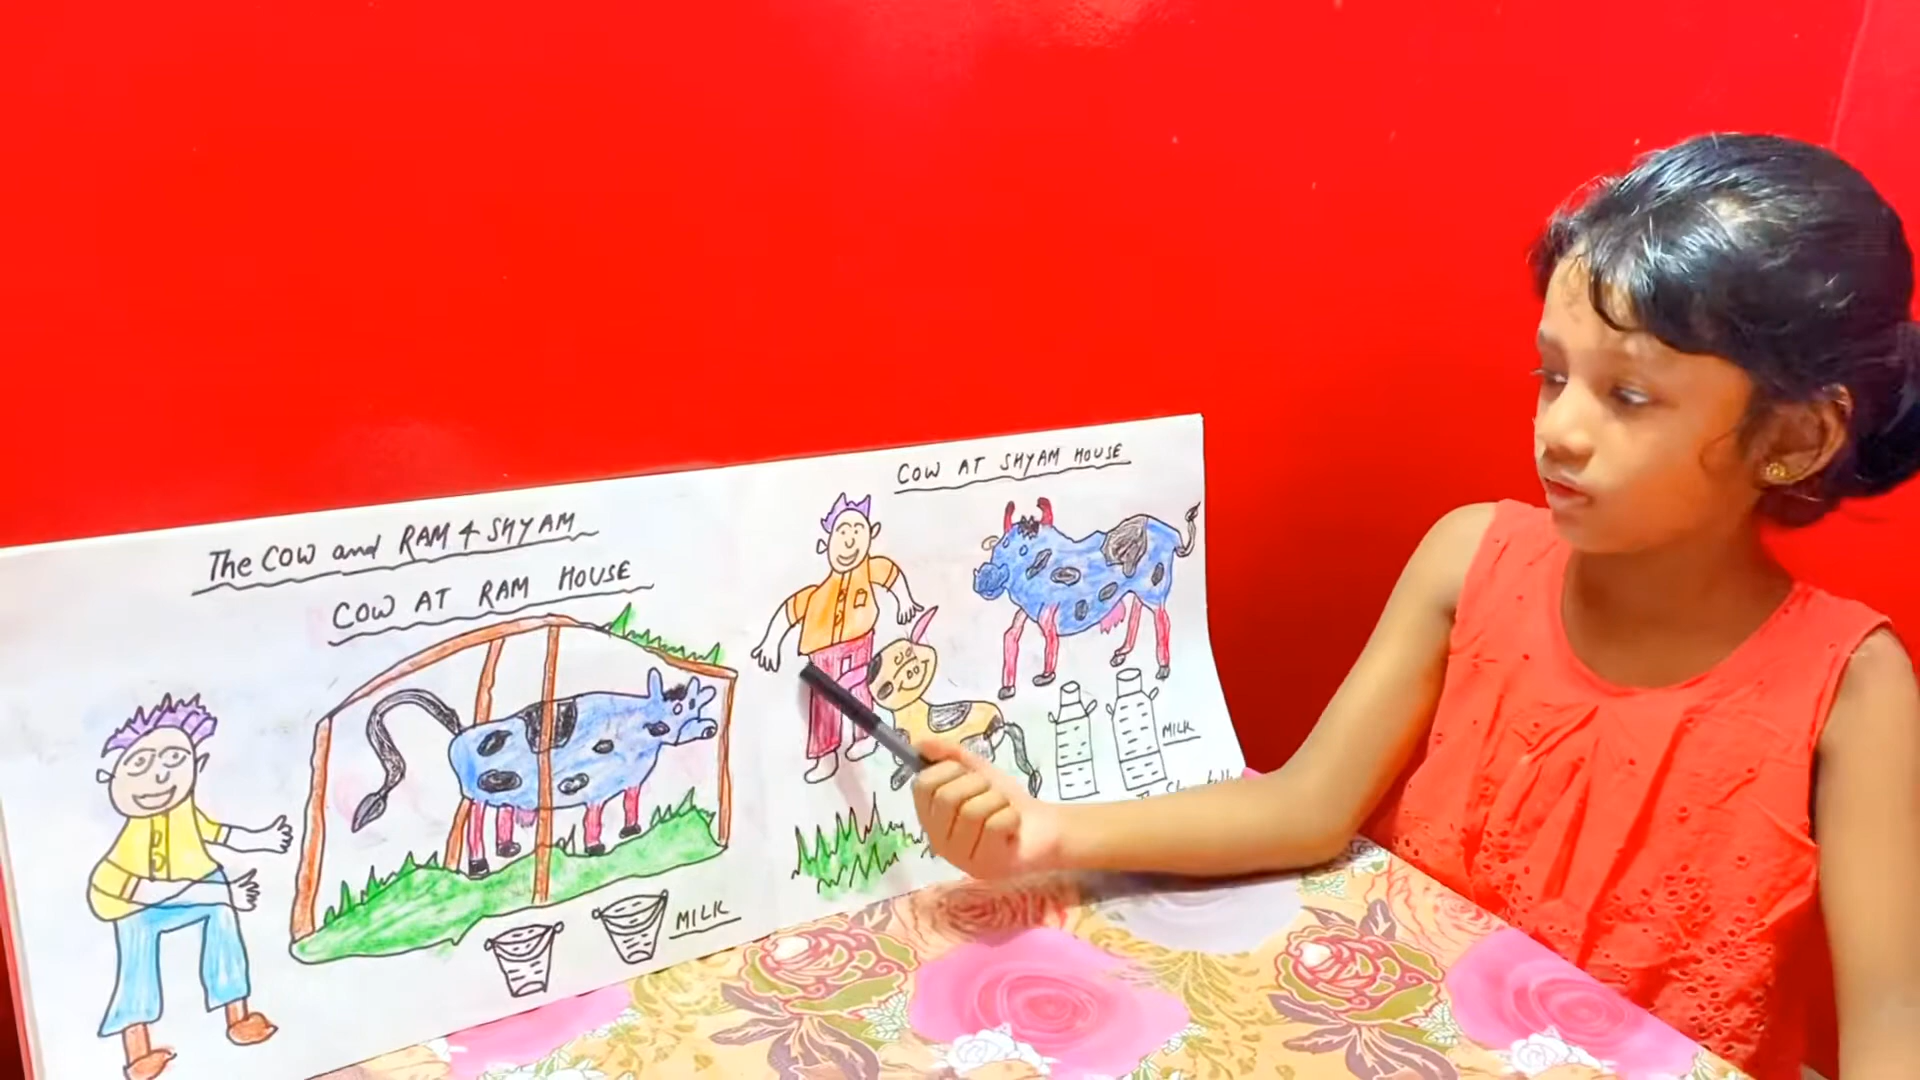 The COW and RAM & SHYAM
COW AT RAM HOUSE
MILK
COW AT SHYAM HOUSE
MILK